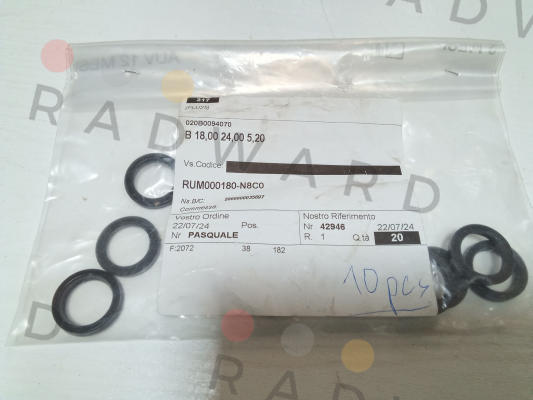 217
020B0094070
B 18,00 24,00 5,20
Vs.Codice:
RUM000180-N8C0
Ns.B/C:
Commessa:
Vostro Ordine Nostro Riferimento
22/07/24 Pos. Nr 42946 22/07/24
Nr PASQUALE R. 1 Q.tà 20
F:2072 38 182
10 pcs
RADWARD
RADWARD